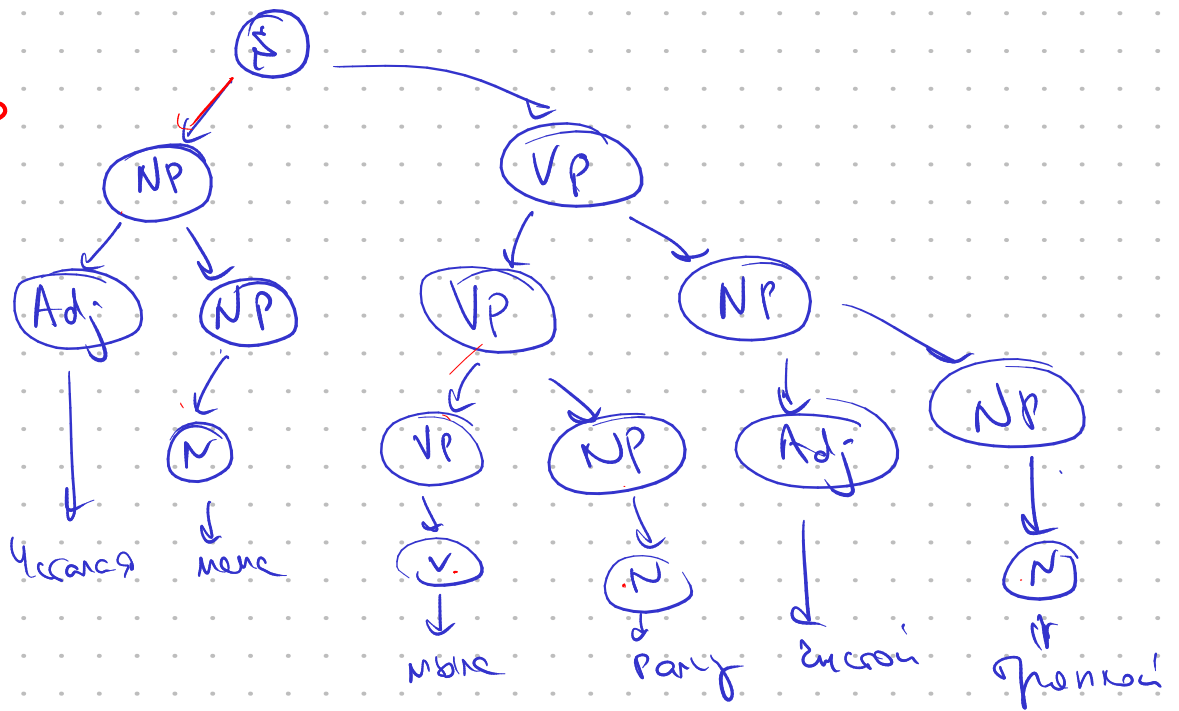 Σ
NP VP
Adj NP VP NP
N VP NP Adj NP
V N N
мама
мыла раму чистой тряпкой